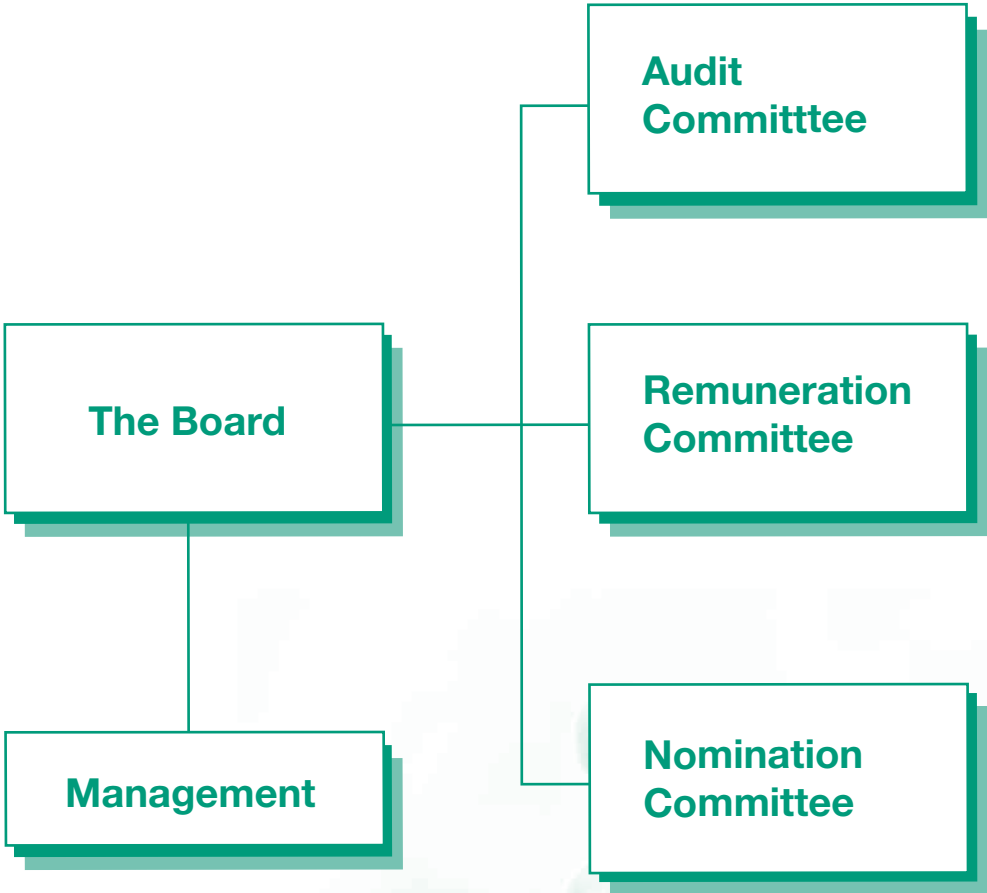 Audit
Committtee
The Board
Remuneration
Committee
Management
Nomination
Committee